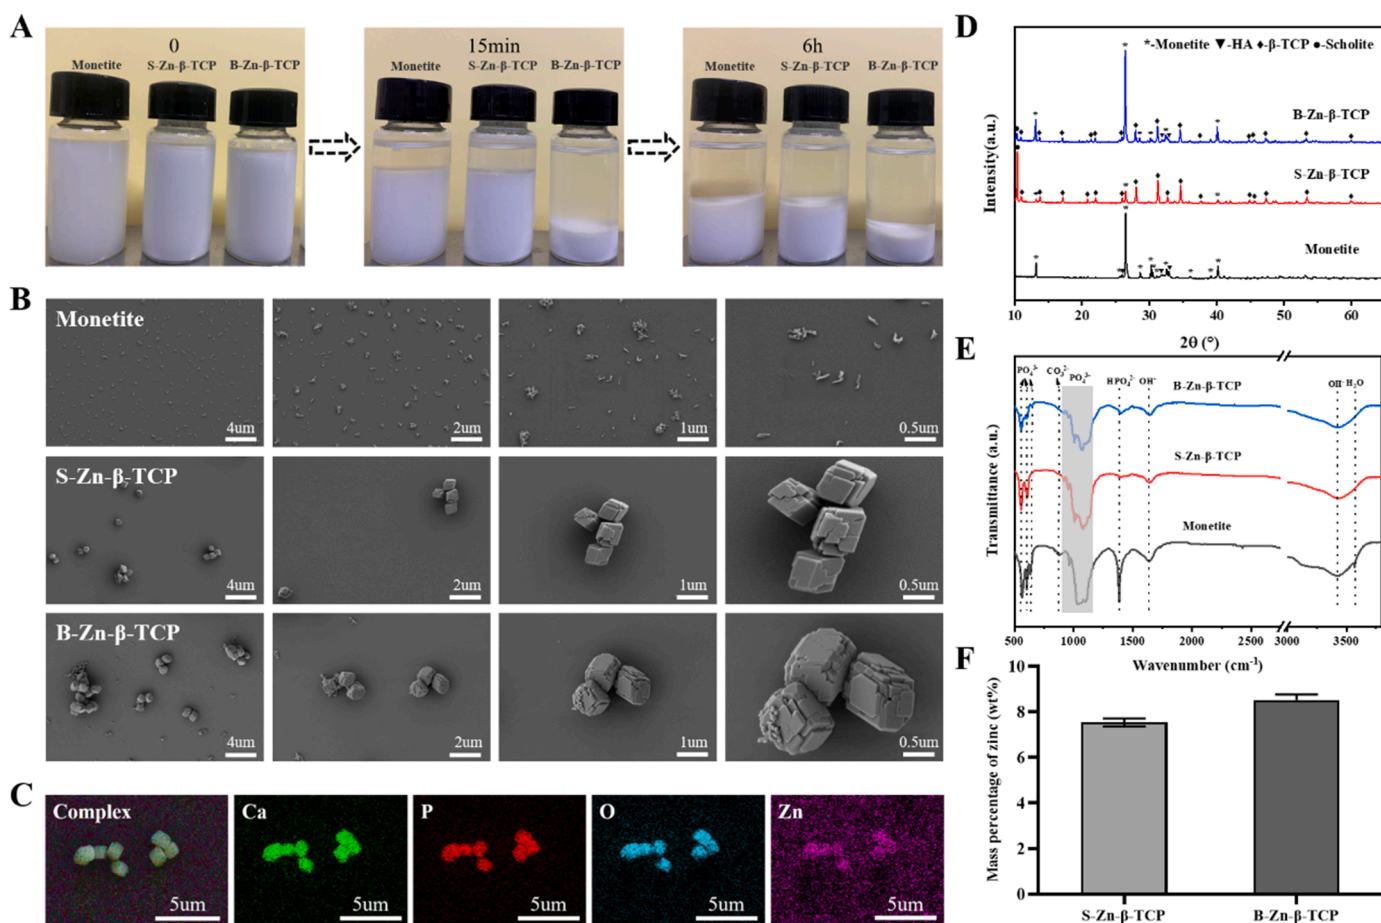 A
0
Monetite S-Zn-β-TCP B-Zn-β-TCP
15min
Monetite S-Zn-β-TCP B-Zn-β-TCP
6h
Monetite S-Zn-β-TCP B-Zn-β-TCP
B
Monetite
4um
2um
1um
0.5um
S-Zn-β-TCP
4um
2um
1um
0.5um
B-Zn-β-TCP
4um
2um
1um
0.5um
C
Complex
5um
Ca
5um
P
5um
O
5um
Zn
5um
D
*-Monetite ▼-HA ♦-β-TCP ●-Scholite
B-Zn-β-TCP
S-Zn-β-TCP
Monetite
Intensity(a.u.)
10 20 30 40 50 60
2θ (°)
E
PO₄³⁻ CO₃²⁻ PO₄³⁻ HPO₄²⁻ OH⁻ OH⁻ H₂O
B-Zn-β-TCP
S-Zn-β-TCP
Monetite
Transmittance (a.u.)
500 1000 1500 2000 2500 3000 3500
Wavenumber (cm⁻¹)
F
Mass percentage of zinc (wt%)
10
8
6
4
2
0
S-Zn-β-TCP B-Zn-β-TCP